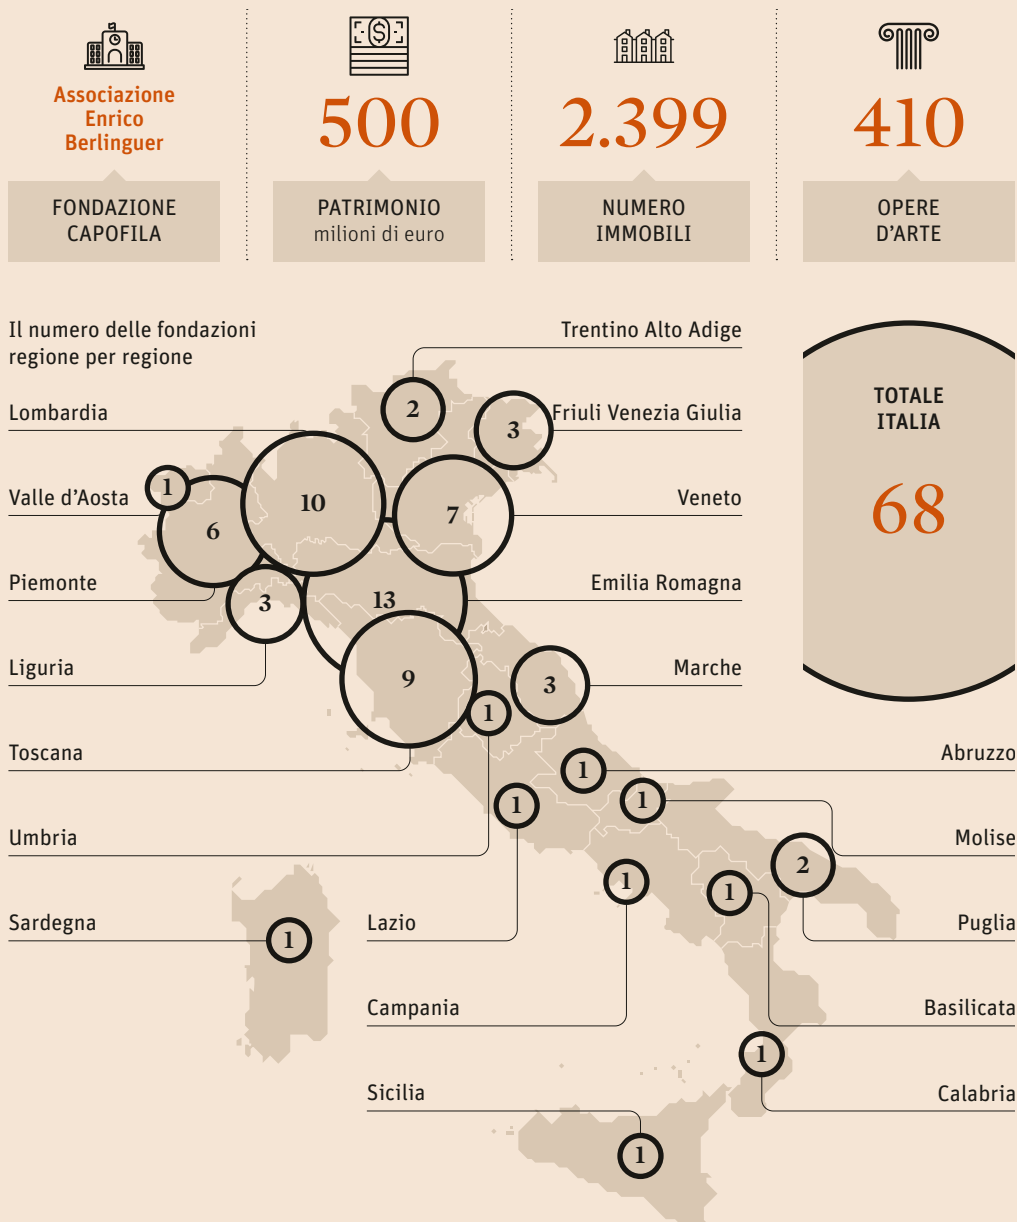 Associazione
Enrico
Berlinguer
FONDAZIONE
CAPOFILA
500
PATRIMONIO
milioni di euro
2.399
NUMERO
IMMOBILI
410
OPERE
D'ARTE
Il numero delle fondazioni
regione per regione
Trentino Alto Adige
2
Lombardia
10
Friuli Venezia Giulia
3
Valle d'Aosta
1
Veneto
7
Piemonte
6
Emilia Romagna
13
Liguria
3
Marche
3
Toscana
9
Abruzzo
1
Umbria
1
Molise
1
Sardegna
1
Lazio
1
Puglia
2
Campania
1
Basilicata
1
Sicilia
1
Calabria
1
TOTALE
ITALIA
68